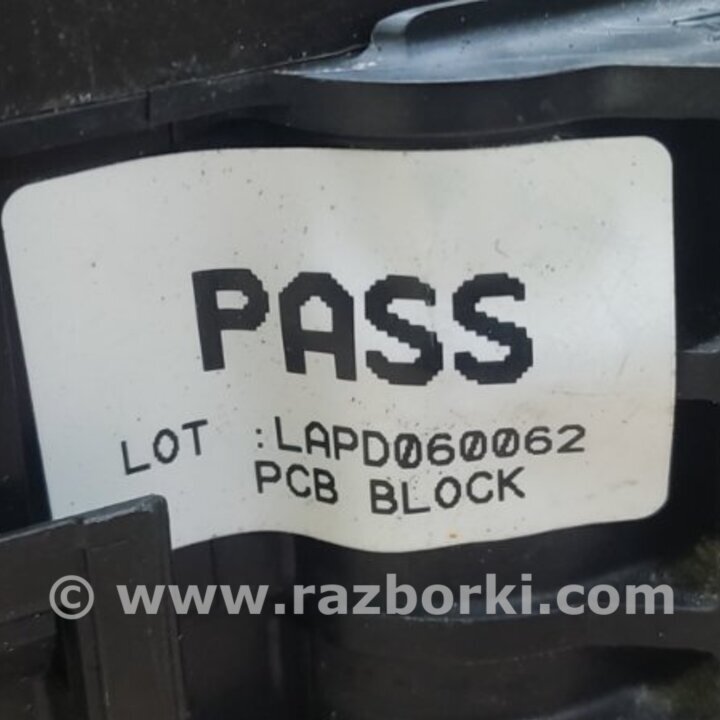 PASS
LOT :LAPD060062
PCB BLOCK
© www.razborki.com